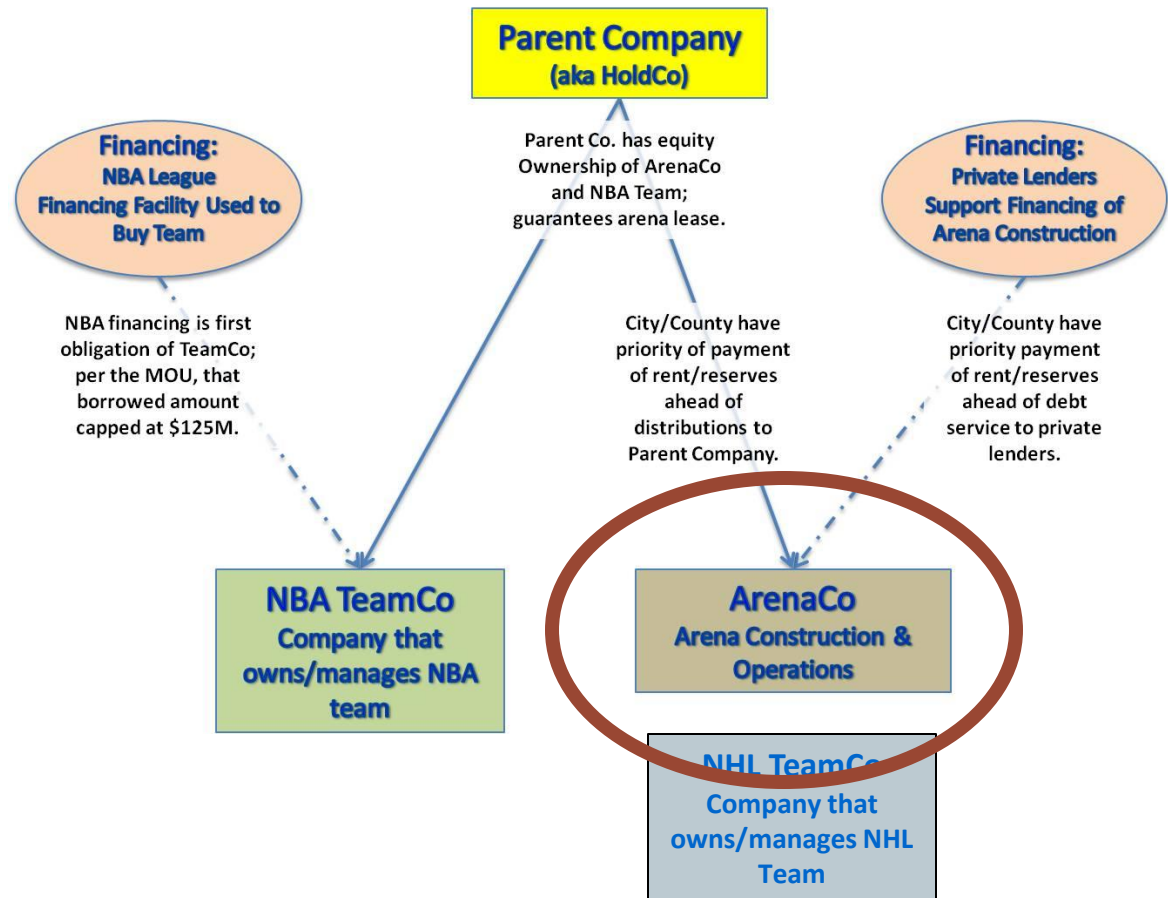 Parent Company
(aka HoldCo)
Parent Co. has equity
Ownership of ArenaCo
and NBA Team;
guarantees arena lease.
Financing:
NBA League
Financing Facility Used to
Buy Team
Financing:
Private Lenders
Support Financing of
Arena Construction
NBA financing is first
obligation of TeamCo;
per the MOU, that
borrowed amount
capped at $125M.
City/County have
priority of payment
of rent/reserves
ahead of
distributions to
Parent Company.
City/County have
priority payment
of rent/reserves
ahead of debt
service to private
lenders.
NBA TeamCo
Company that
owns/manages NBA
team
ArenaCo
Arena Construction &
Operations
NHL TeamCo
Company that
owns/manages NHL
Team